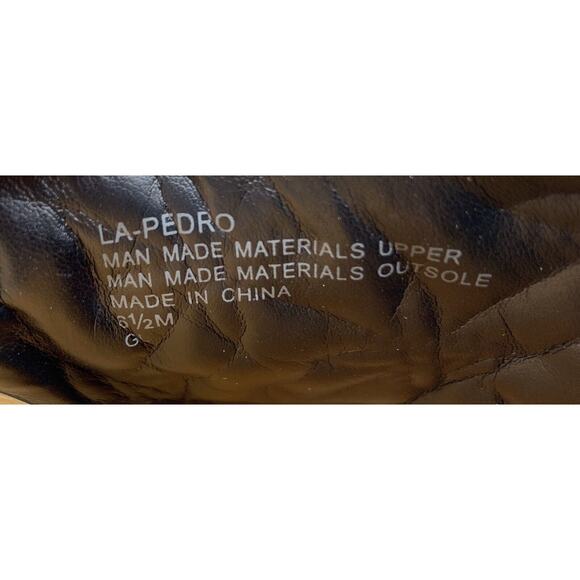 LA-PEDRO
MAN MADE MATERIALS UPPER
MAN MADE MATERIALS OUTSOLE
MADE IN CHINA
6½M
G